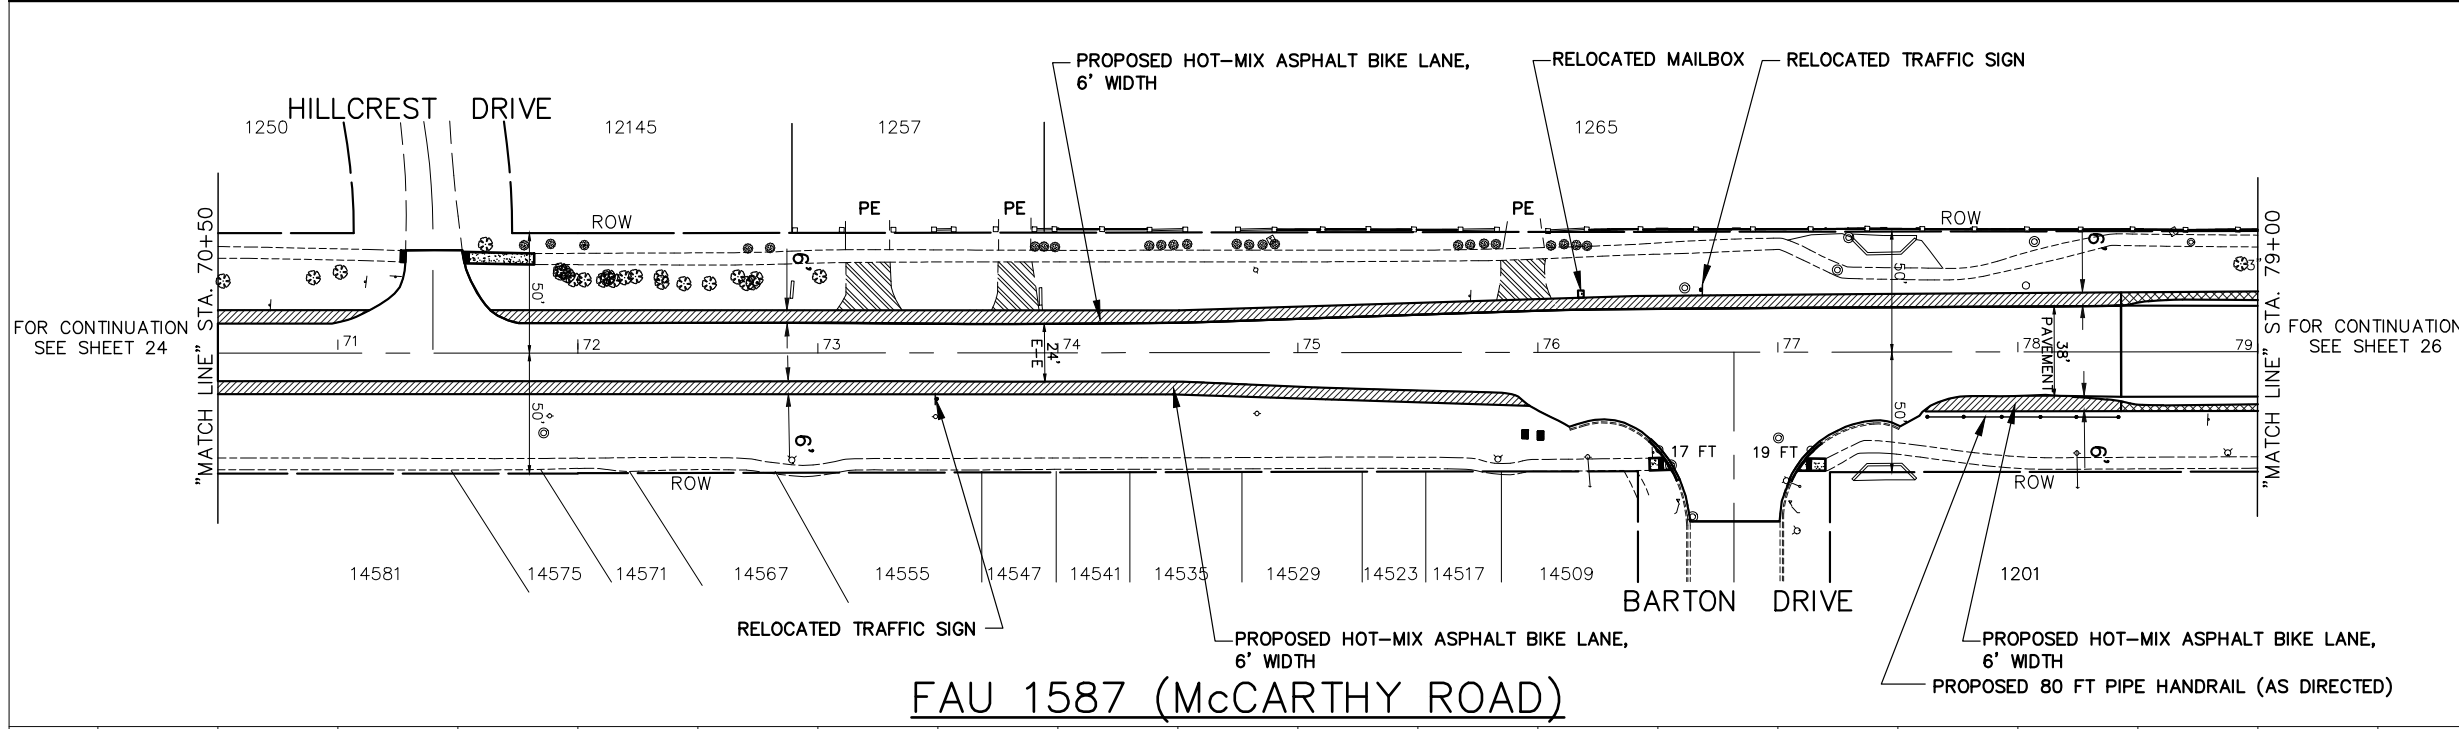 PROPOSED HOT-MIX ASPHALT BIKE LANE,
6' WIDTH
RELOCATED MAILBOX
RELOCATED TRAFFIC SIGN
HILLCREST DRIVE
1250
12145
1257
1265
PE
PE
PE
ROW
ROW
"MATCH LINE" STA. 70+50
"MATCH LINE" STA. 79+00
FOR CONTINUATION
SEE SHEET 24
FOR CONTINUATION
SEE SHEET 26
6'
6'
3'
50'
50'
71
72
73
74
75
76
77
78
79
24'
E-E
38'
PAVEMENT
50'
50'
6'
6'
17 FT
19 FT
ROW
ROW
14581
14575
14571
14567
14555
14547
14541
14535
14529
14523
14517
14509
1201
BARTON DRIVE
RELOCATED TRAFFIC SIGN
PROPOSED HOT-MIX ASPHALT BIKE LANE,
6' WIDTH
PROPOSED HOT-MIX ASPHALT BIKE LANE,
6' WIDTH
PROPOSED 80 FT PIPE HANDRAIL (AS DIRECTED)
FAU 1587 (McCARTHY ROAD)